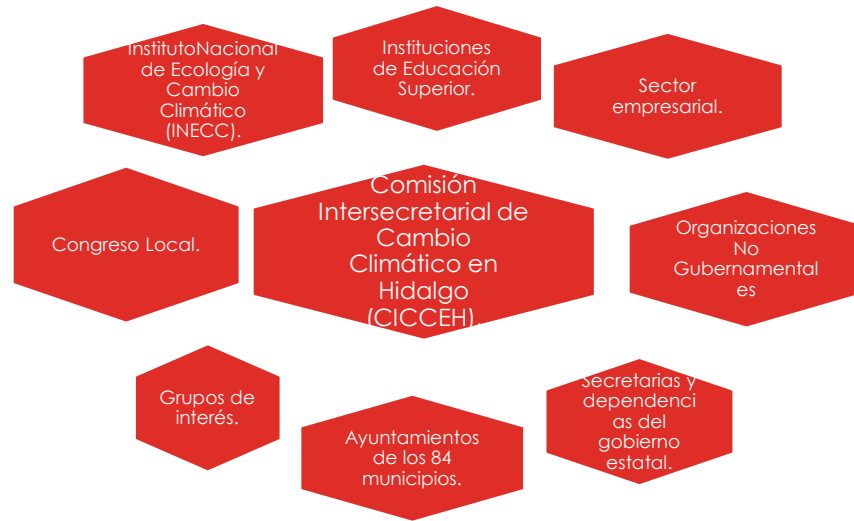 InstitutoNacional
de Ecología y
Cambio
Climático
(INECC).
Instituciones
de Educación
Superior.
Sector
empresarial.
Congreso Local.
Comisión
Intersecretarial de
Cambio
Climático en
Hidalgo
(CICCEH).
Organizaciones
No
Gubernamental
es
Grupos de
interés.
Ayuntamientos
de los 84
municipios.
Secretarias y
dependenci
as del
gobierno
estatal.